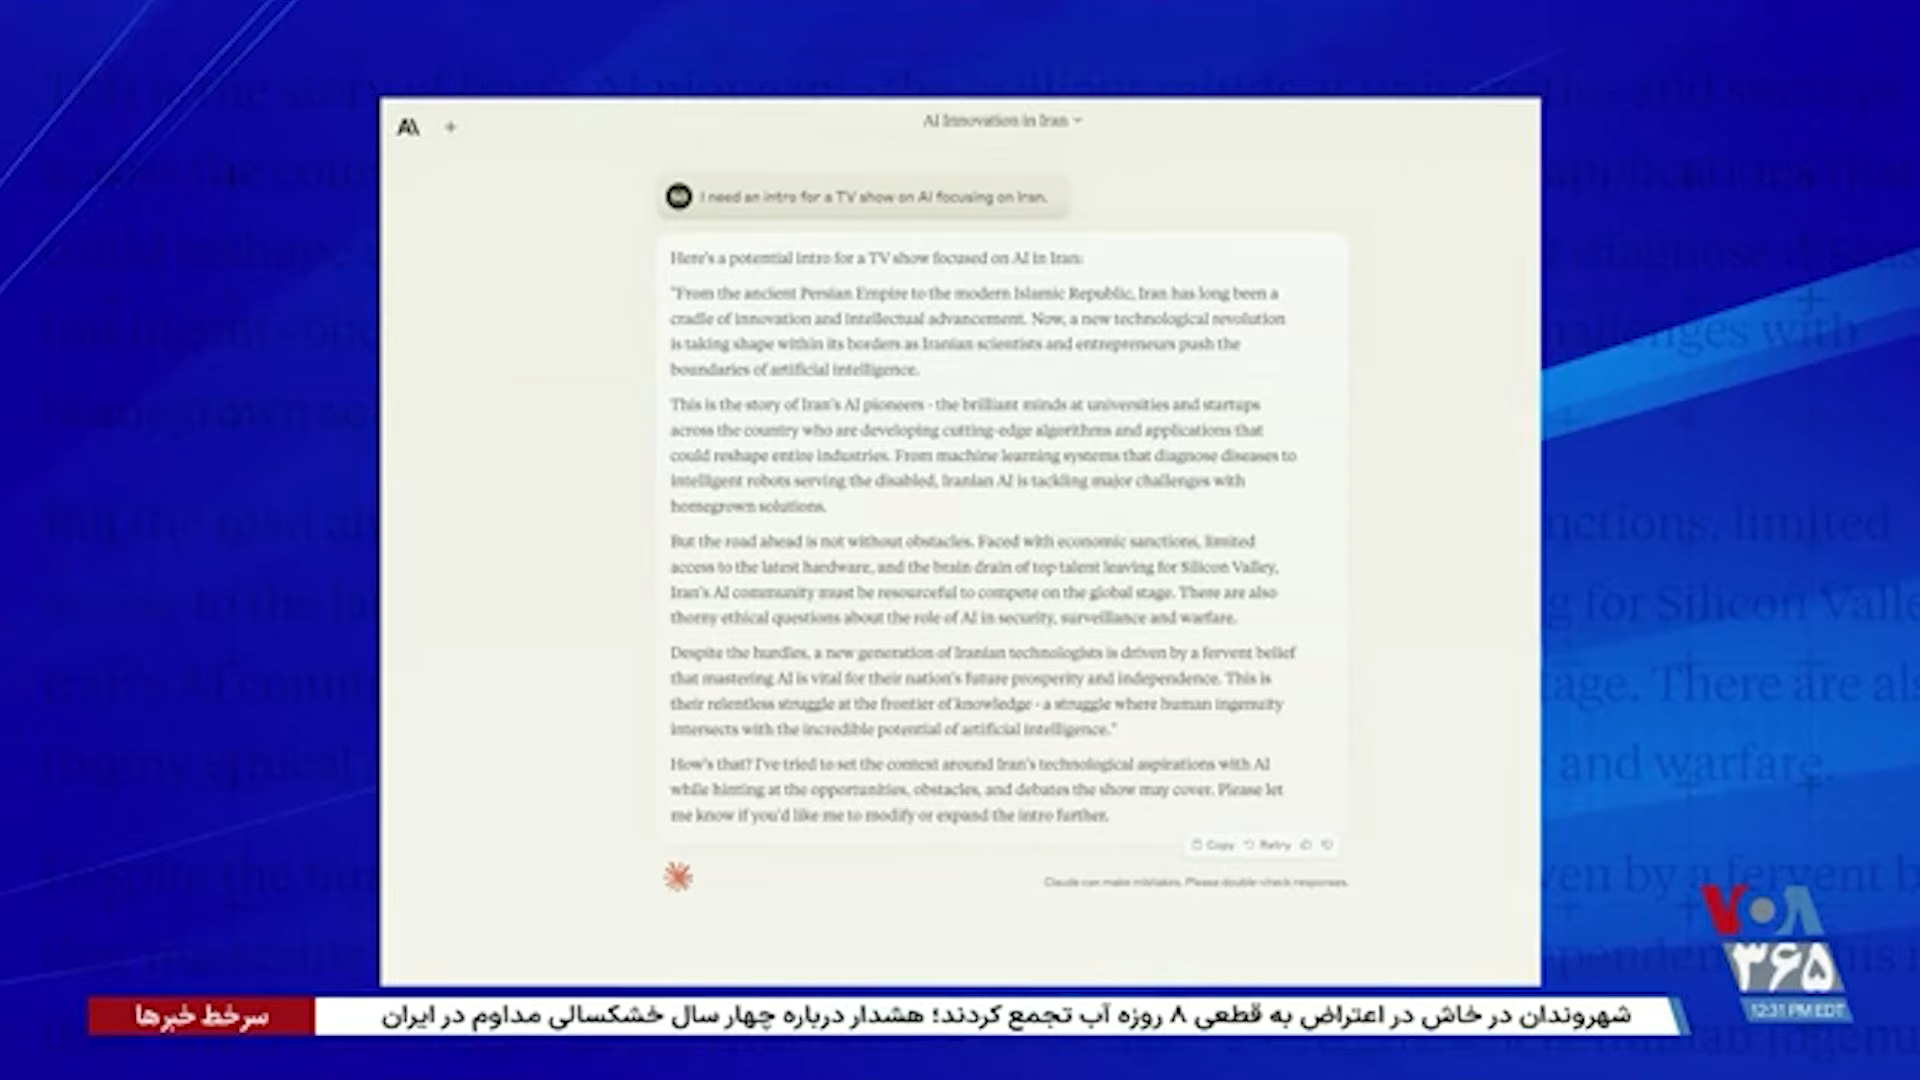 AI Innovation in Iran
I need an intro for a TV show on AI focusing on Iran.
Here's a potential intro for a TV show focused on AI in Iran:
"From the ancient Persian Empire to the modern Islamic Republic, Iran has long been a
cradle of innovation and intellectual advancement. Now, a new technological revolution
is taking shape within its borders as Iranian scientists and entrepreneurs push the
boundaries of artificial intelligence.
This is the story of Iran's AI pioneers - the brilliant minds at universities and startups
across the country who are developing cutting-edge algorithms and applications that
could reshape entire industries. From machine learning systems that diagnose diseases to
intelligent robots serving the disabled, Iranian AI is tackling major challenges with
homegrown solutions.
But the road ahead is not without obstacles. Faced with economic sanctions, limited
access to the latest hardware, and the brain drain of top talent leaving for Silicon Valley,
Iran's AI community must be resourceful to compete on the global stage. There are also
thorny ethical questions about the role of AI in security, surveillance and warfare.
Despite the hurdles, a new generation of Iranian technologists is driven by a fervent belief
that mastering AI is vital for their nation's future prosperity and independence. This is
their relentless struggle at the frontier of knowledge - a struggle where human ingenuity
intersects with the incredible potential of artificial intelligence."
How's that? I've tried to set the context around Iran's technological aspirations with AI
while hinting at the opportunities, obstacles, and debates the show may cover. Please let
me know if you'd like me to modify or expand the intro further.
Copy Retry
Claude can make mistakes. Please double-check responses.
VOA
۳۶۵
12:31 PM EDT
سرخط خبرها
شهروندان در خاش در اعتراض به قطعی ۸ روزه آب تجمع کردند؛ هشدار درباره چهار سال خشکسالی مداوم در ایران